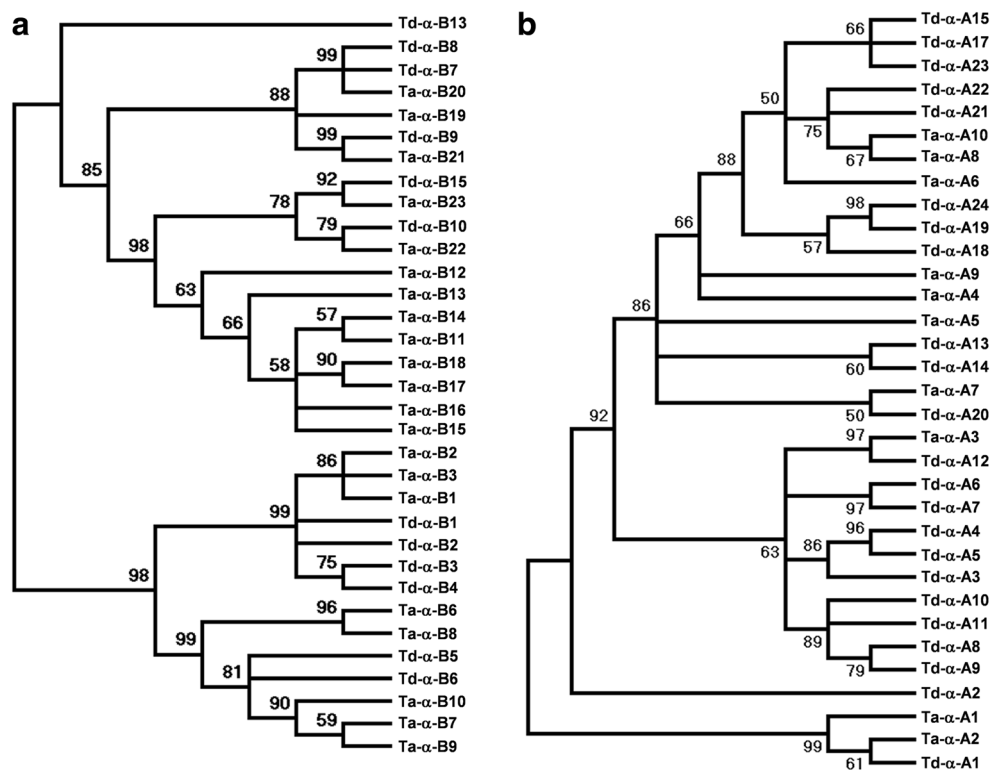 a
Td-α-B13
Td-α-B8
99
Td-α-B7
Ta-α-B20
88
Ta-α-B19
99
Td-α-B9
Ta-α-B21
85
92
Td-α-B15
78
Ta-α-B23
79
Td-α-B10
98
Ta-α-B22
Ta-α-B12
63
Ta-α-B13
66
57
Ta-α-B14
Ta-α-B11
58
90
Ta-α-B18
Ta-α-B17
Ta-α-B16
Ta-α-B15
Ta-α-B2
86
Ta-α-B3
Ta-α-B1
99
Td-α-B1
Td-α-B2
98
75
Td-α-B3
Td-α-B4
96
Ta-α-B6
99
Ta-α-B8
Td-α-B5
81
Td-α-B6
90
Ta-α-B10
59
Ta-α-B7
Ta-α-B9
b
Td-α-A15
66
Td-α-A17
Td-α-A23
50
Td-α-A22
Td-α-A21
75
Ta-α-A10
67
Ta-α-A8
88
Ta-α-A6
98
Td-α-A24
66
Td-α-A19
57
Td-α-A18
Ta-α-A9
Ta-α-A4
86
Ta-α-A5
Td-α-A13
60
Td-α-A14
Ta-α-A7
50
Td-α-A20
92
97
Ta-α-A3
Td-α-A12
Td-α-A6
97
Td-α-A7
96
Td-α-A4
63
86
Td-α-A5
Td-α-A3
Td-α-A10
Td-α-A11
89
Td-α-A8
79
Td-α-A9
Td-α-A2
Ta-α-A1
99
Ta-α-A2
61
Td-α-A1